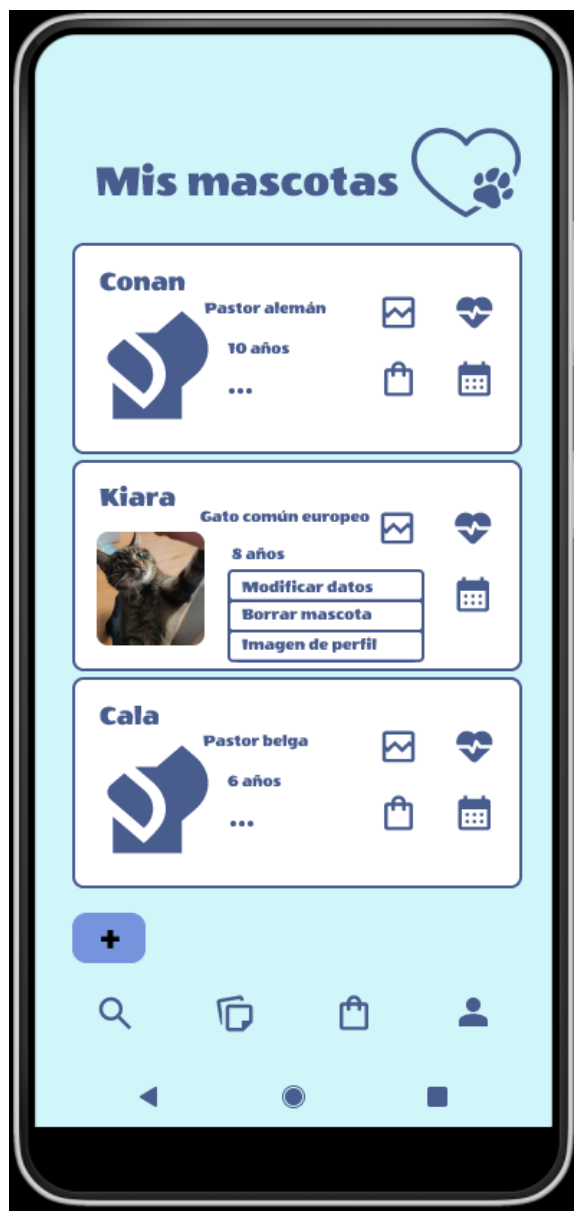 Mis mascotas
Conan
Pastor alemán
10 años
...
Kiara
Gato común europeo
8 años
Modificar datos
Borrar mascota
Imagen de perfil
Cala
Pastor belga
6 años
...
+